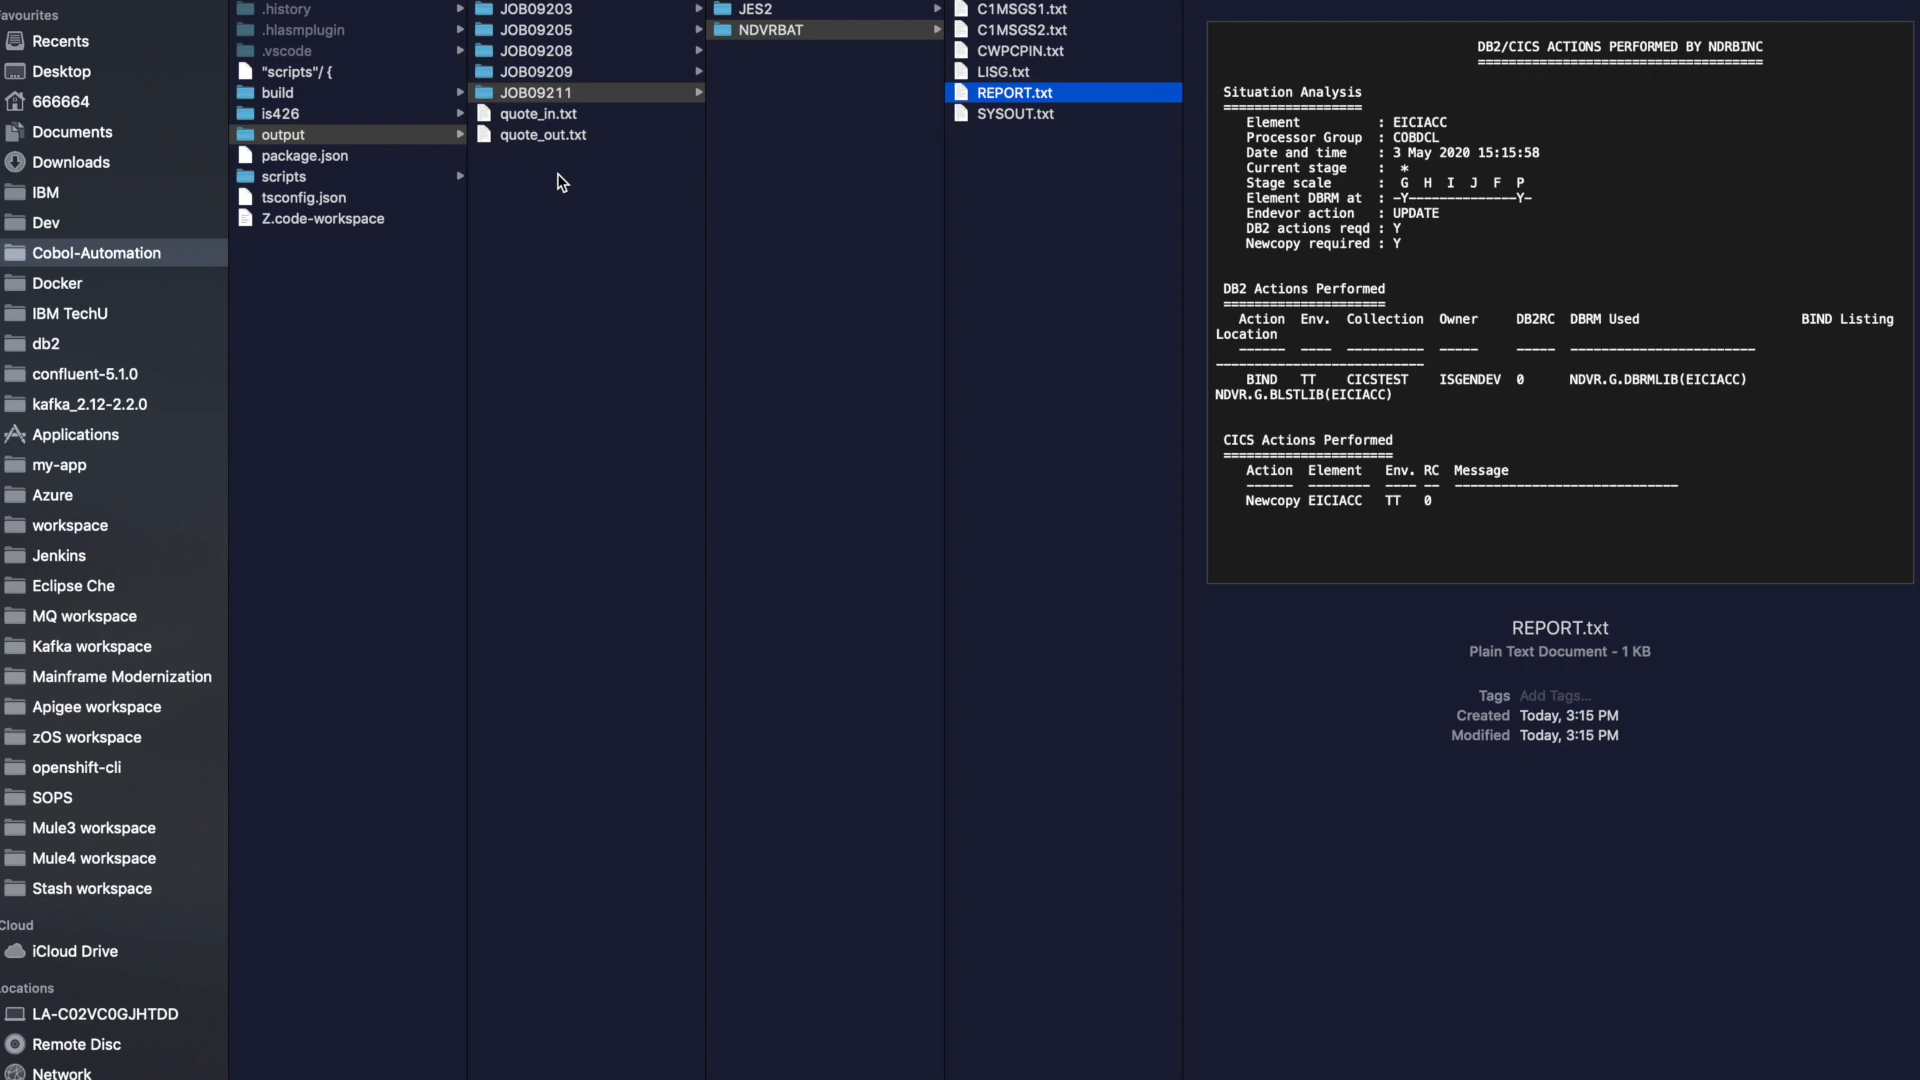 Favourites
Recents
Desktop
666664
Documents
Downloads
IBM
Dev
Cobol-Automation
Docker
IBM TechU
db2
confluent-5.1.0
kafka_2.12-2.2.0
Applications
my-app
Azure
workspace
Jenkins
Eclipse Che
MQ workspace
Kafka workspace
Mainframe Modernization
Apigee workspace
zOS workspace
openshift-cli
SOPS
Mule3 workspace
Mule4 workspace
Stash workspace
Cloud
iCloud Drive
ocations
LA-C02VC0GJHTDD
Remote Disc
Network
.history
.hlasmplugin
.vscode
"scripts"/ {
build
is426
output
package.json
scripts
tsconfig.json
Z.code-workspace
JOB09203
JOB09205
JOB09208
JOB09209
JOB09211
quote_in.txt
quote_out.txt
JES2
NDVRBAT
C1MSGS1.txt
C1MSGS2.txt
CWPCPIN.txt
LISG.txt
REPORT.txt
SYSOUT.txt
DB2/CICS ACTIONS PERFORMED BY NDRBINC
=====================================
Situation Analysis
==================
Element : EICIACC
Processor Group : COBDCL
Date and time : 3 May 2020 15:15:58
Current stage : *
Stage scale : G H I J F P
Element DBRM at : -Y--------------Y-
Endevor action : UPDATE
DB2 actions reqd : Y
Newcopy required : Y
DB2 Actions Performed
=====================
Action Env. Collection Owner DB2RC DBRM Used BIND Listing
Location
------ ---- ---------- ----- ----- ------------------------
---------------------------
BIND TT CICSTEST ISGENDEV 0 NDVR.G.DBRMLIB(EICIACC)
NDVR.G.BLSTLIB(EICIACC)
CICS Actions Performed
======================
Action Element Env. RC Message
------ -------- ---- -- -----------------------------
Newcopy EICIACC TT 0
REPORT.txt
Plain Text Document - 1 KB
Tags Add Tags...
Created Today, 3:15 PM
Modified Today, 3:15 PM